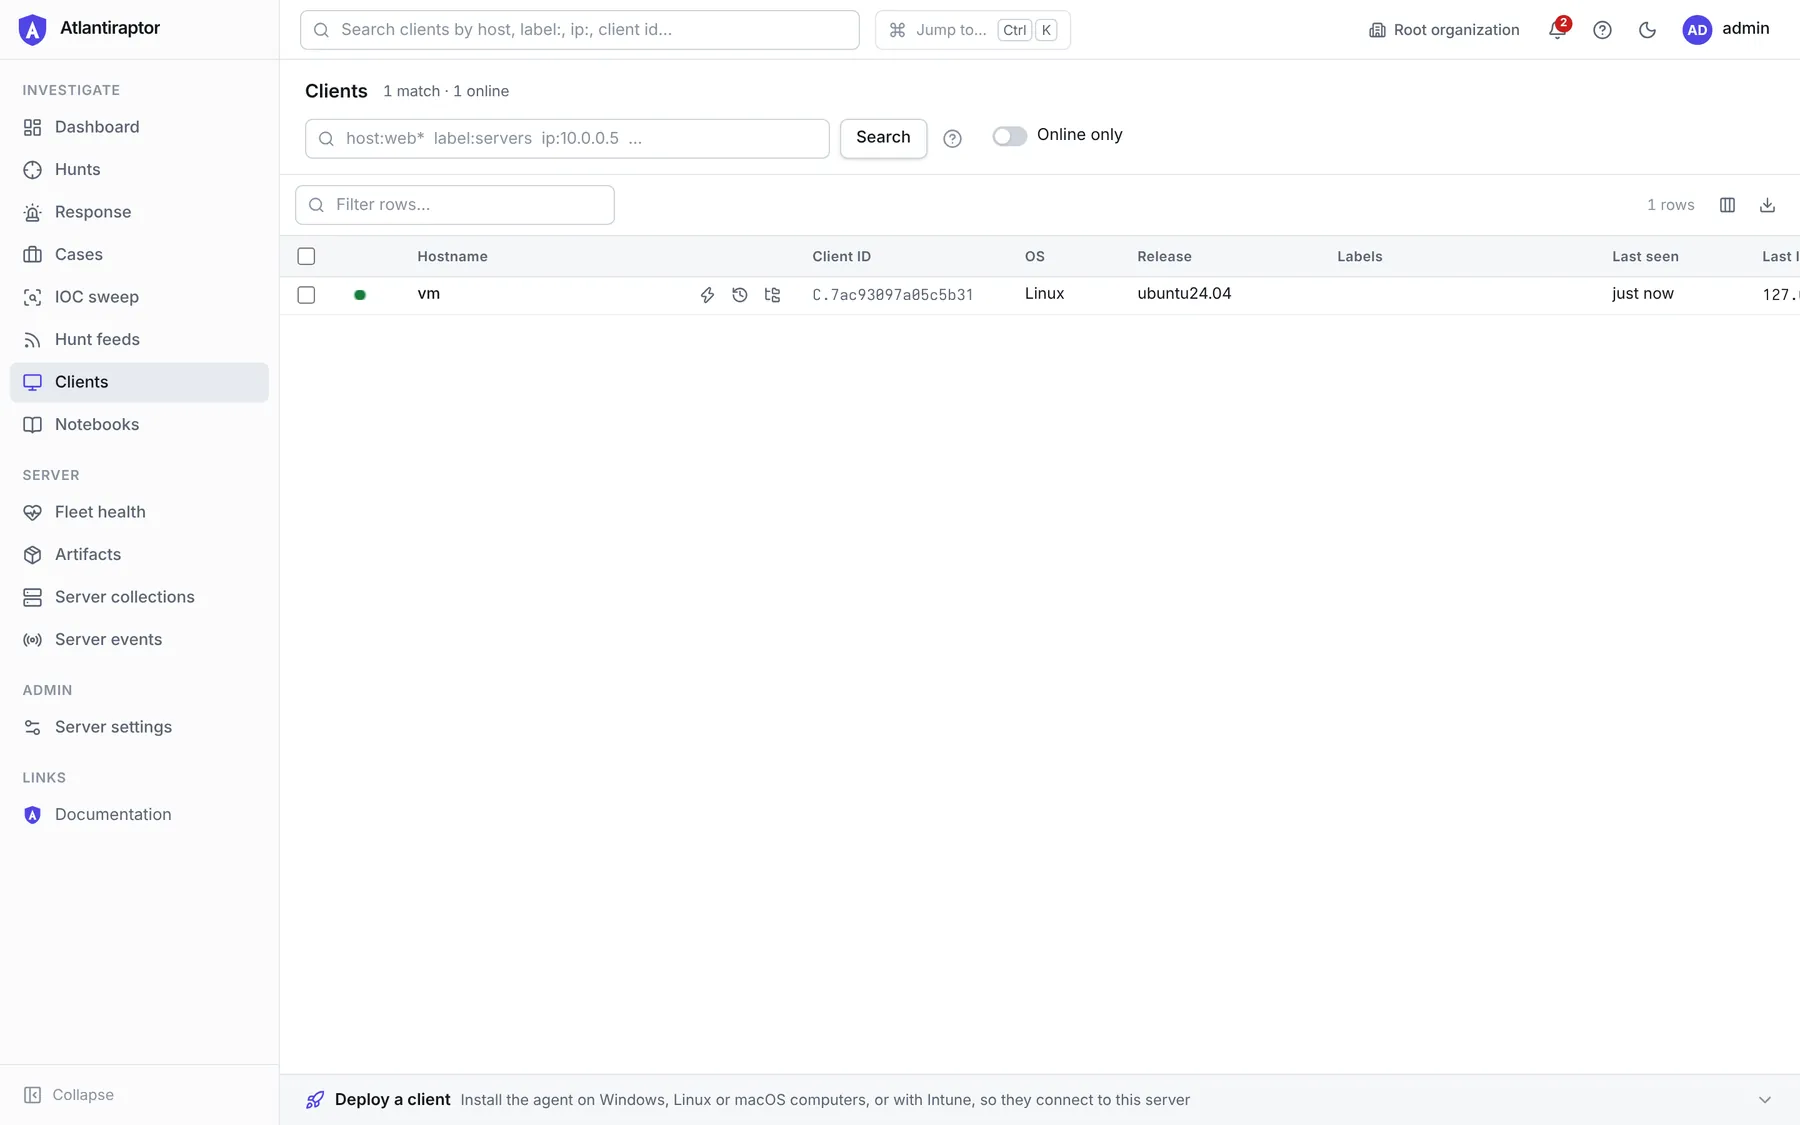 Atlantiraptor
Search clients by host, label:, ip:, client id...
Jump to... Ctrl K
Root organization
2
AD admin
INVESTIGATE
Dashboard
Hunts
Response
Cases
IOC sweep
Hunt feeds
Clients
Notebooks
SERVER
Fleet health
Artifacts
Server collections
Server events
ADMIN
Server settings
LINKS
Documentation
Collapse
Clients 1 match · 1 online
host:web* label:servers ip:10.0.0.5 ...
Search
Online only
Filter rows...
1 rows
Hostname Client ID OS Release Labels Last seen Last
vm C.7ac93097a05c5b31 Linux ubuntu24.04 just now 127.
Deploy a client Install the agent on Windows, Linux or macOS computers, or with Intune, so they connect to this server